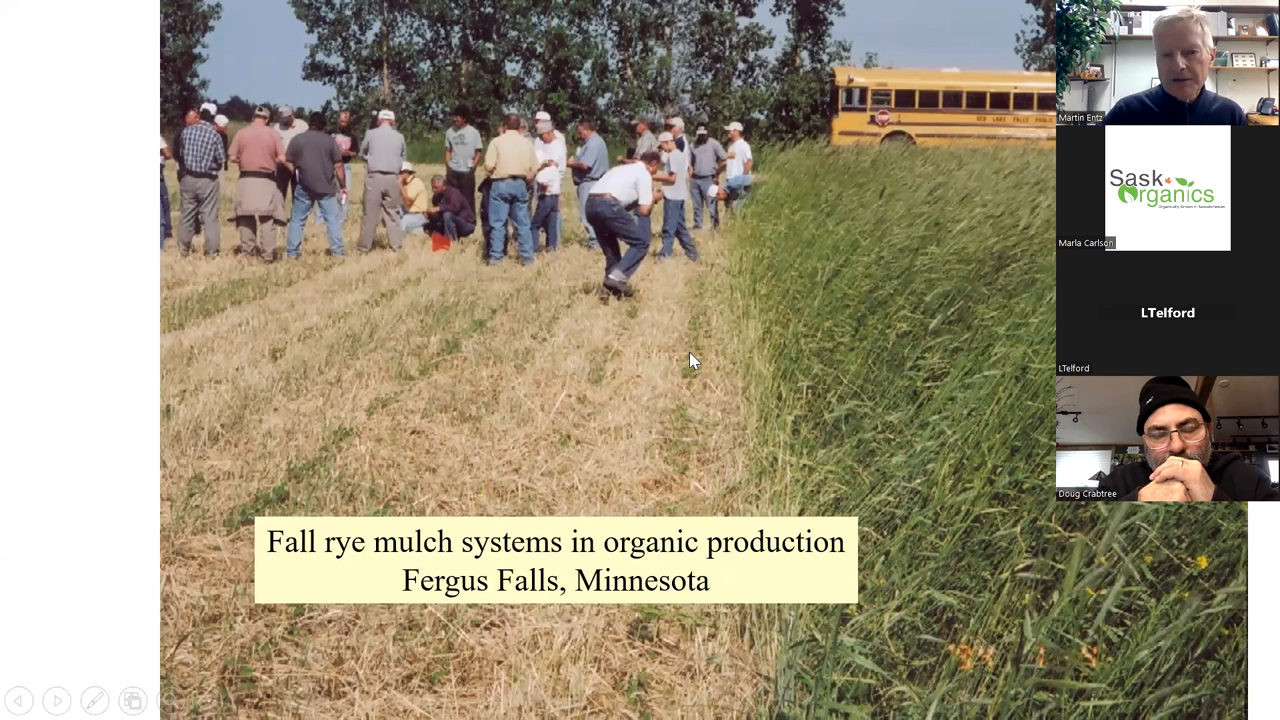 Fall rye mulch systems in organic production
Fergus Falls, Minnesota
Martin Entz
Sask
Organics
Marla Carlson
LTelford
LTelford
Doug Crabtree